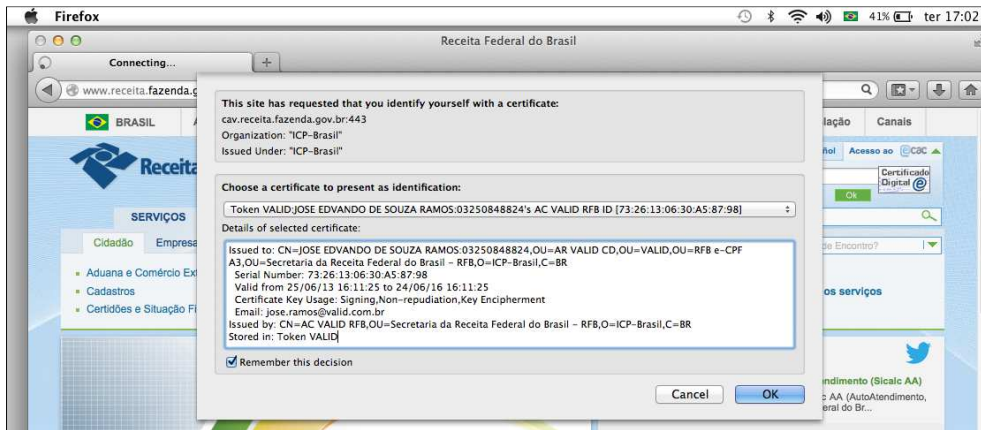 Firefox
41%
ter 17:02
Receita Federal do Brasil
Connecting...
www.receita.fazenda.g
BRASIL
lação
Canais
ñol
Acesso ao
e CAC
Receita
Certificado
Digital
Ok
SERVIÇOS
Cidadão
Empresa
Aduana e Comércio Ex
Cadastros
Certidões e Situação Fi
This site has requested that you identify yourself with a certificate:
cav.receita.fazenda.gov.br:443
Organization: "ICP-Brasil"
Issued Under: "ICP-Brasil"
Choose a certificate to present as identification:
Token VALID:JOSE EDVANDO DE SOUZA RAMOS:03250848824's AC VALID RFB ID [73:26:13:06:30:A5:87:98]
Details of selected certificate:
Issued to: CN=JOSE EDVANDO DE SOUZA RAMOS:03250848824,OU=AR VALID CD,OU=VALID,OU=RFB e-CPF
A3,OU=Secretaria da Receita Federal do Brasil - RFB,O=ICP-Brasil,C=BR
Serial Number: 73:26:13:06:30:A5:87:98
Valid from 25/06/13 16:11:25 to 24/06/16 16:11:25
Certificate Key Usage: Signing,Non-repudiation,Key Encipherment
Email: jose.ramos@valid.com.br
Issued by: CN=AC VALID RFB,OU=Secretaria da Receita Federal do Brasil - RFB,O=ICP-Brasil,C=BR
Stored in: Token VALID
Remember this decision
Cancel
OK
de Encontro?
os serviços
ndimento (Sicalc AA)
c AA (AutoAtendimento,
eral do Br...